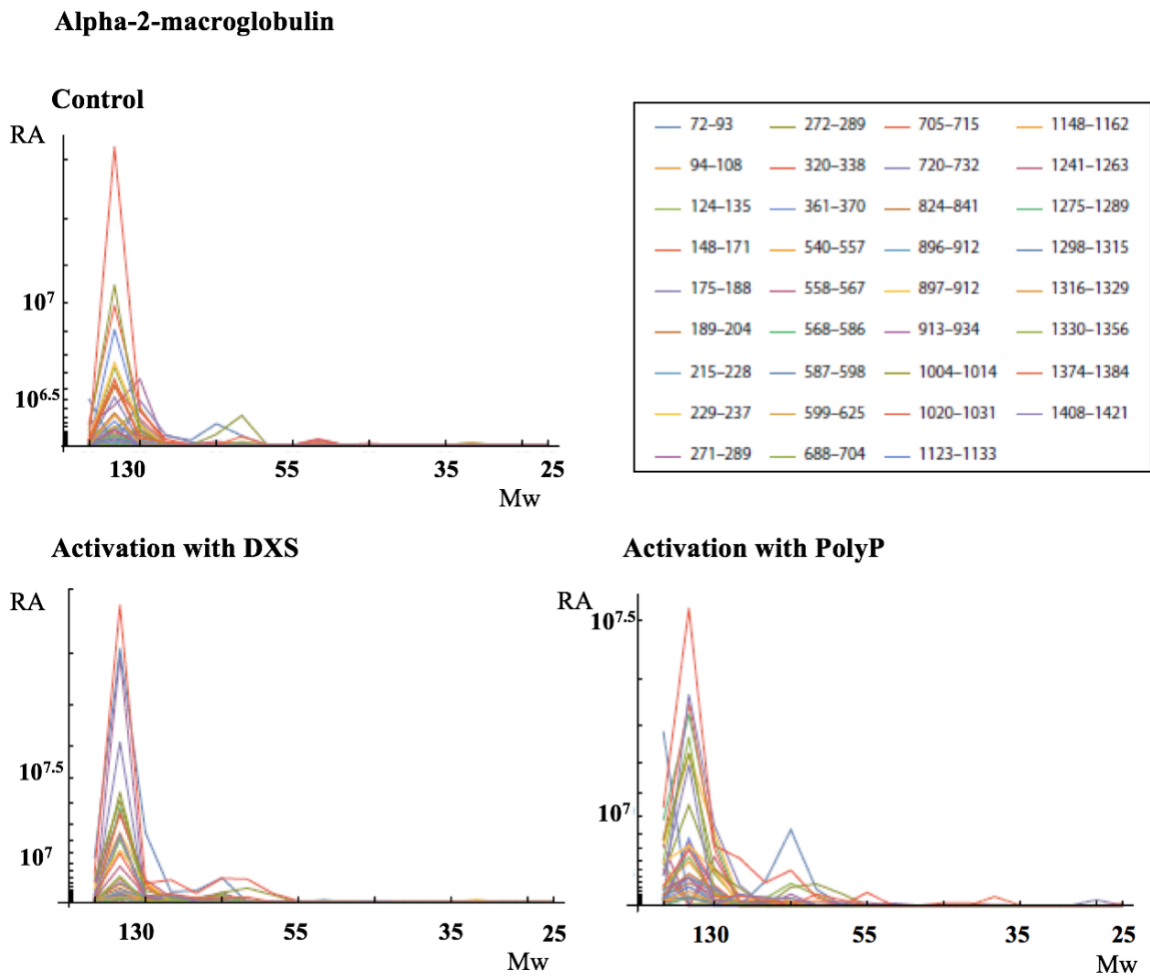 Alpha-2-macroglobulin
Control
RA
10^7
10^6.5
130 55 35 25
Mw
72–93 272–289 705–715 1148–1162
94–108 320–338 720–732 1241–1263
124–135 361–370 824–841 1275–1289
148–171 540–557 896–912 1298–1315
175–188 558–567 897–912 1316–1329
189–204 568–586 913–934 1330–1356
215–228 587–598 1004–1014 1374–1384
229–237 599–625 1020–1031 1408–1421
271–289 688–704 1123–1133
Activation with DXS
RA
10^7.5
10^7
130 55 35 25
Mw
Activation with PolyP
RA
10^7.5
10^7
130 55 35 25
Mw